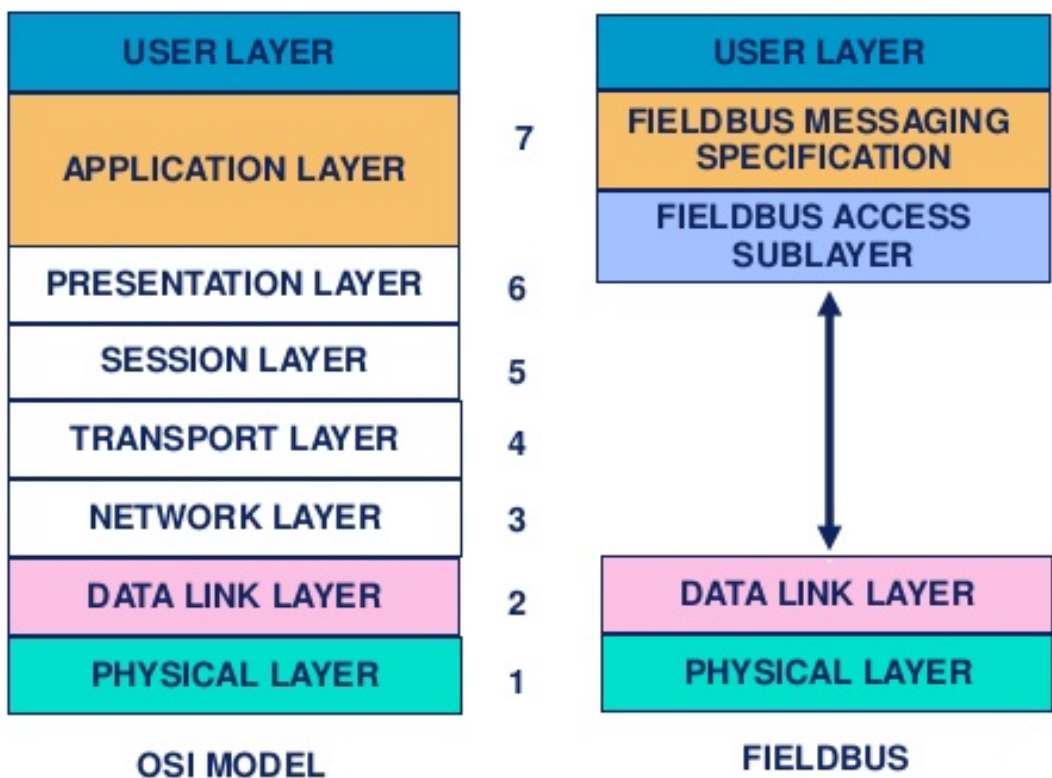 USER LAYER
APPLICATION LAYER
PRESENTATION LAYER
SESSION LAYER
TRANSPORT LAYER
NETWORK LAYER
DATA LINK LAYER
PHYSICAL LAYER
OSI MODEL
7
6
5
4
3
2
1
USER LAYER
FIELDBUS MESSAGING
SPECIFICATION
FIELDBUS ACCESS
SUBLAYER
DATA LINK LAYER
PHYSICAL LAYER
FIELDBUS